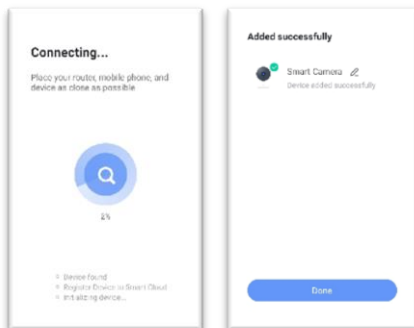 Connecting...
Place your router, mobile phone, and
device as close as possible
2%
Device found
Register Device to Smart Cloud
Initializing device...
Added successfully
Smart Camera
Device added successfully
Done